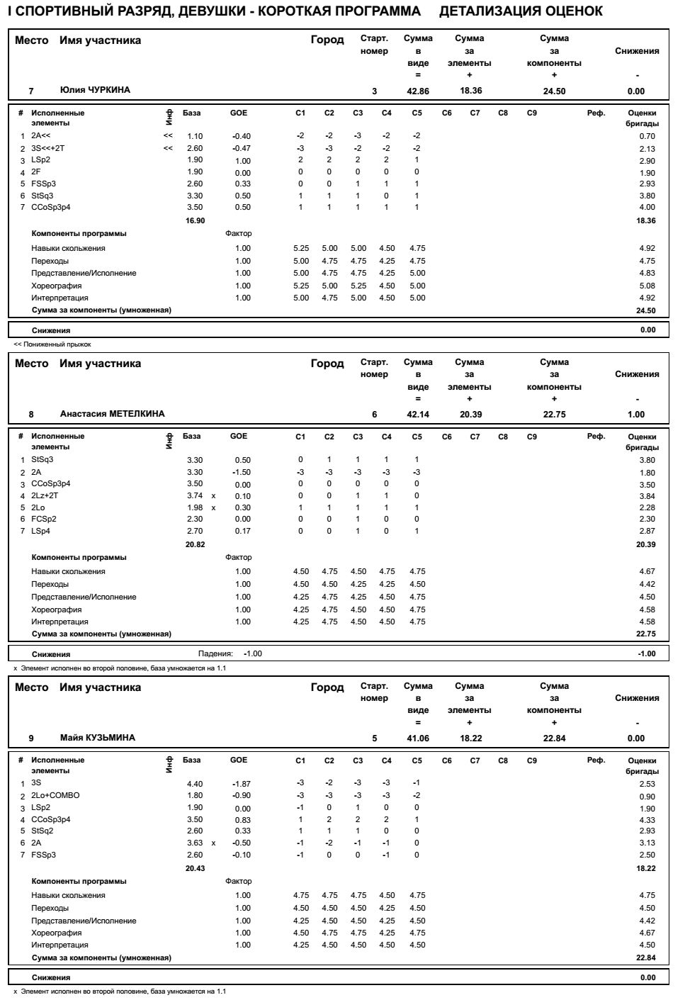 I СПОРТИВНЫЙ РАЗРЯД, ДЕВУШКИ - КОРОТКАЯ ПРОГРАММА ДЕТАЛИЗАЦИЯ ОЦЕНОК
Место Имя участника Город Старт. Сумма Сумма Сумма
номер в за за Снижения
виде элементы компоненты
= + + -
7 Юлия ЧУРКИНА 3 42.86 18.36 24.50 0.00
# Исполненные Инф База GOE C1 C2 C3 C4 C5 C6 C7 C8 C9 Реф. Оценки
элементы бригады
1 2A<< << 1.10 -0.40 -2 -2 -3 -2 -2 0.70
2 3S<<+2T << 2.60 -0.47 -3 -3 -2 -2 -2 2.13
3 LSp2 1.90 1.00 2 2 2 2 1 2.90
4 2F 1.90 0.00 0 0 0 0 0 1.90
5 FSSp3 2.60 0.33 0 0 1 1 1 2.93
6 StSq3 3.30 0.50 1 1 1 0 1 3.80
7 CCoSp3p4 3.50 0.50 1 1 1 1 1 4.00
16.90 18.36
Компоненты программы Фактор
Навыки скольжения 1.00 5.25 5.00 5.00 4.50 4.75 4.92
Переходы 1.00 5.00 4.75 4.75 4.25 4.75 4.75
Представление/Исполнение 1.00 5.00 4.75 4.75 4.25 5.00 4.83
Хореография 1.00 5.25 5.00 5.25 4.50 5.00 5.08
Интерпретация 1.00 5.00 4.75 5.00 4.50 5.00 4.92
Сумма за компоненты (умноженная) 24.50
Снижения 0.00
<< Пониженный прыжок
Место Имя участника Город Старт. Сумма Сумма Сумма
номер в за за Снижения
виде элементы компоненты
= + + -
8 Анастасия МЕТЕЛКИНА 6 42.14 20.39 22.75 1.00
# Исполненные Инф База GOE C1 C2 C3 C4 C5 C6 C7 C8 C9 Реф. Оценки
элементы бригады
1 StSq3 3.30 0.50 0 1 1 1 1 3.80
2 2A 3.30 -1.50 -3 -3 -3 -3 -3 1.80
3 CCoSp3p4 3.50 0.00 0 0 0 0 0 3.50
4 2Lz+2T 3.74 x 0.10 0 0 1 1 0 3.84
5 2Lo 1.98 x 0.30 1 1 1 1 1 2.28
6 FCSp2 2.30 0.00 0 0 1 0 0 2.30
7 LSp4 2.70 0.17 0 0 1 0 1 2.87
20.82 20.39
Компоненты программы Фактор
Навыки скольжения 1.00 4.50 4.75 4.50 4.75 4.75 4.67
Переходы 1.00 4.50 4.50 4.25 4.25 4.50 4.42
Представление/Исполнение 1.00 4.25 4.75 4.25 4.50 4.75 4.50
Хореография 1.00 4.25 4.75 4.50 4.50 4.75 4.58
Интерпретация 1.00 4.25 4.75 4.50 4.50 4.75 4.58
Сумма за компоненты (умноженная) 22.75
Снижения Падения: -1.00 -1.00
x Элемент исполнен во второй половине, база умножается на 1.1
Место Имя участника Город Старт. Сумма Сумма Сумма
номер в за за Снижения
виде элементы компоненты
= + + -
9 Майя КУЗЬМИНА 5 41.06 18.22 22.84 0.00
# Исполненные Инф База GOE C1 C2 C3 C4 C5 C6 C7 C8 C9 Реф. Оценки
элементы бригады
1 3S 4.40 -1.87 -3 -2 -3 -3 -1 2.53
2 2Lo+COMBO 1.80 -0.90 -3 -3 -3 -3 -2 0.90
3 LSp2 1.90 0.00 -1 0 1 0 0 1.90
4 CCoSp3p4 3.50 0.83 1 2 2 2 1 4.33
5 StSq2 2.60 0.33 1 1 1 0 0 2.93
6 2A 3.63 x -0.50 -1 -2 -1 -1 0 3.13
7 FSSp3 2.60 -0.10 -1 0 0 -1 0 2.50
20.43 18.22
Компоненты программы Фактор
Навыки скольжения 1.00 4.75 4.75 4.75 4.50 4.75 4.75
Переходы 1.00 4.50 4.50 4.50 4.25 4.50 4.50
Представление/Исполнение 1.00 4.25 4.50 4.50 4.25 4.50 4.42
Хореография 1.00 4.50 4.75 4.75 4.25 4.75 4.67
Интерпретация 1.00 4.25 4.50 4.50 4.50 4.50 4.50
Сумма за компоненты (умноженная) 22.84
Снижения 0.00
x Элемент исполнен во второй половине, база умножается на 1.1